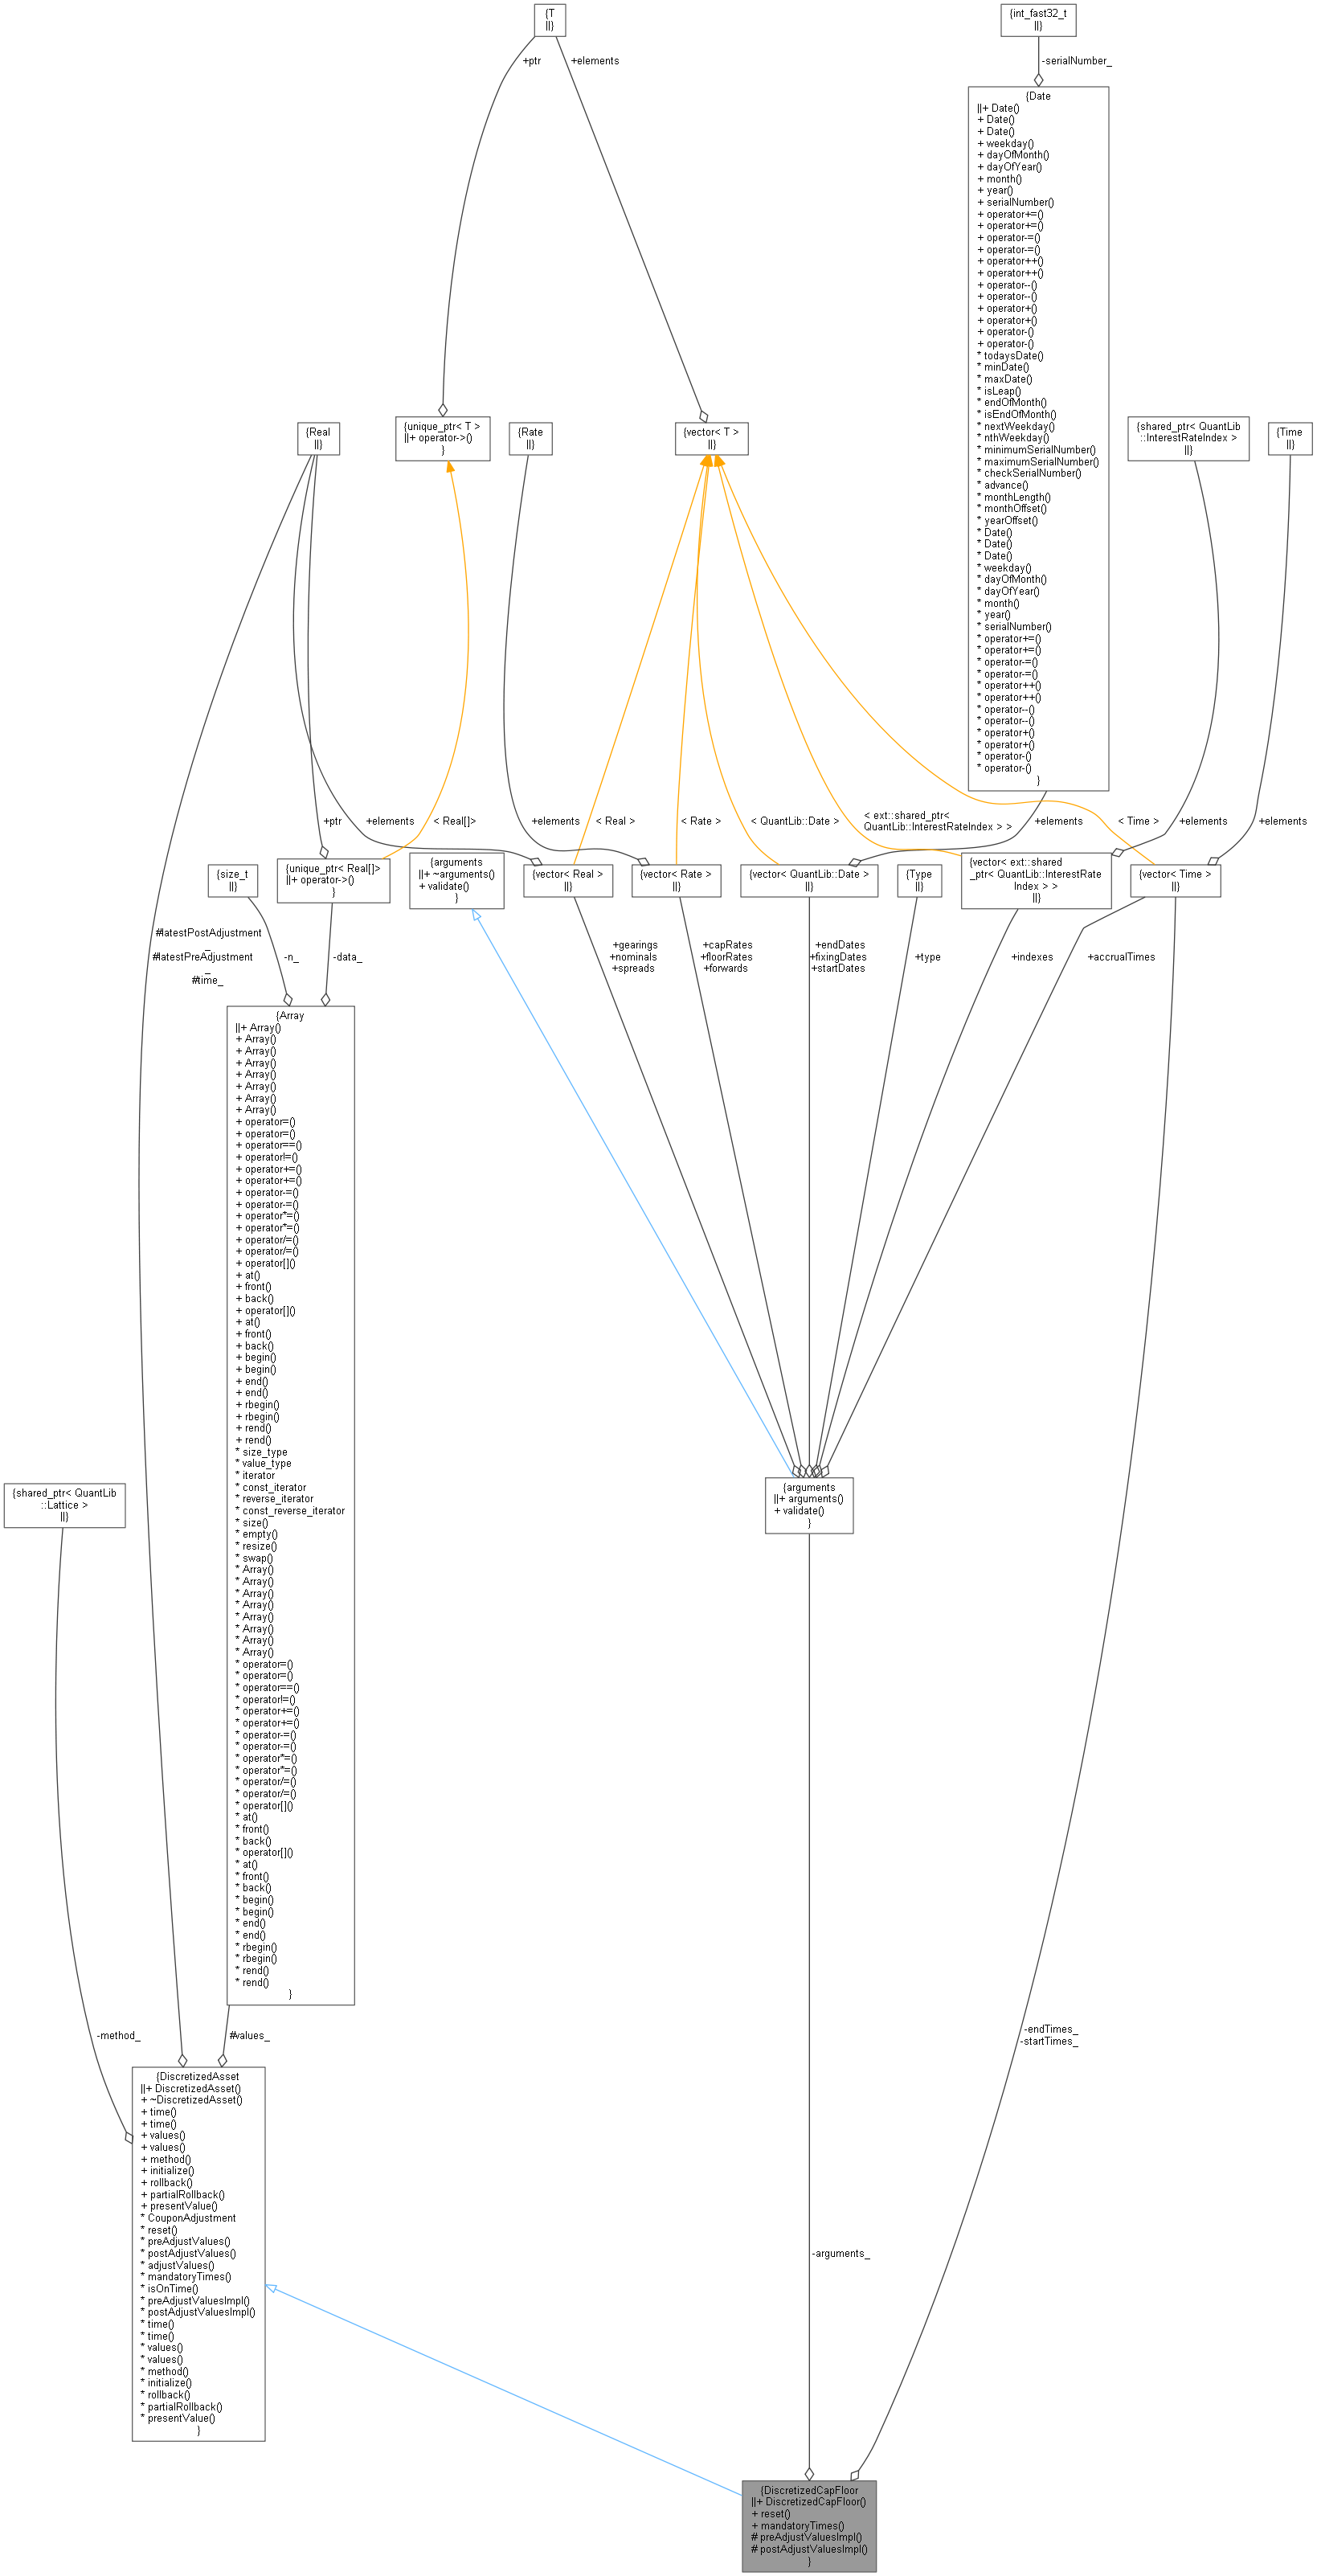 {T
||}
{int_fast32_t
||}
+ptr
+elements
-serialNumber_
{Date
||+ Date()
+ Date()
+ Date()
+ weekday()
+ dayOfMonth()
+ dayOfYear()
+ month()
+ year()
+ serialNumber()
+ operator+=()
+ operator+=()
+ operator-=()
+ operator-=()
+ operator++()
+ operator++()
+ operator--()
+ operator--()
+ operator+()
+ operator+()
+ operator-()
+ operator-()
* todaysDate()
* minDate()
* maxDate()
* isLeap()
* endOfMonth()
* isEndOfMonth()
* nextWeekday()
* nthWeekday()
* minimumSerialNumber()
* maximumSerialNumber()
* checkSerialNumber()
* advance()
* monthLength()
* monthOffset()
* yearOffset()
* Date()
* Date()
* Date()
* weekday()
* dayOfMonth()
* dayOfYear()
* month()
* year()
* serialNumber()
* operator+=()
* operator+=()
* operator-=()
* operator-=()
* operator++()
* operator++()
* operator--()
* operator--()
* operator+()
* operator+()
* operator-()
* operator-()
}
{Real
||}
{unique_ptr< T >
||+ operator->()
}
{Rate
||}
{vector< T >
||}
{shared_ptr< QuantLib
::InterestRateIndex >
||}
{Time
||}
+ptr
+elements
< Real[]>
+elements
< Real >
< Rate >
< QuantLib::Date >
< ext::shared_ptr<
QuantLib::InterestRateIndex > >
+elements
< Time >
+elements
+elements
{size_t
||}
{unique_ptr< Real[]>
||+ operator->()
}
{arguments
||+ ~arguments()
+ validate()
}
{vector< Real >
||}
{vector< Rate >
||}
{vector< QuantLib::Date >
||}
{Type
||}
{vector< ext::shared
_ptr< QuantLib::InterestRate
Index > >
||}
{vector< Time >
||}
#latestPostAdjustment
_
#latestPreAdjustment
_
#time_
-n_
-data_
+gearings
+nominals
+spreads
+capRates
+floorRates
+forwards
+endDates
+fixingDates
+startDates
+type
+indexes
+accrualTimes
{Array
||+ Array()
+ Array()
+ Array()
+ Array()
+ Array()
+ Array()
+ Array()
+ Array()
+ operator=()
+ operator=()
+ operator==()
+ operator!=()
+ operator+=()
+ operator+=()
+ operator-=()
+ operator-=()
+ operator*=()
+ operator*=()
+ operator/=()
+ operator/=()
+ operator[]()
+ at()
+ front()
+ back()
+ operator[]()
+ at()
+ front()
+ back()
+ begin()
+ begin()
+ end()
+ end()
+ rbegin()
+ rbegin()
+ rend()
+ rend()
* size_type
* value_type
* iterator
* const_iterator
* reverse_iterator
* const_reverse_iterator
* size()
* empty()
* resize()
* swap()
* Array()
* Array()
* Array()
* Array()
* Array()
* Array()
* Array()
* Array()
* operator=()
* operator=()
* operator==()
* operator!=()
* operator+=()
* operator+=()
* operator-=()
* operator-=()
* operator*=()
* operator*=()
* operator/=()
* operator/=()
* operator[]()
* at()
* front()
* back()
* operator[]()
* at()
* front()
* back()
* begin()
* begin()
* end()
* end()
* rbegin()
* rbegin()
* rend()
* rend()
}
{shared_ptr< QuantLib
::Lattice >
||}
{arguments
||+ arguments()
+ validate()
}
-method_
#values_
-endTimes_
-startTimes_
{DiscretizedAsset
||+ DiscretizedAsset()
+ ~DiscretizedAsset()
+ time()
+ time()
+ values()
+ values()
+ method()
+ initialize()
+ rollback()
+ partialRollback()
+ presentValue()
* CouponAdjustment
* reset()
* preAdjustValues()
* postAdjustValues()
* adjustValues()
* mandatoryTimes()
* isOnTime()
* preAdjustValuesImpl()
* postAdjustValuesImpl()
* time()
* time()
* values()
* values()
* method()
* initialize()
* rollback()
* partialRollback()
* presentValue()
}
-arguments_
{DiscretizedCapFloor
||+ DiscretizedCapFloor()
+ reset()
+ mandatoryTimes()
# preAdjustValuesImpl()
# postAdjustValuesImpl()
}